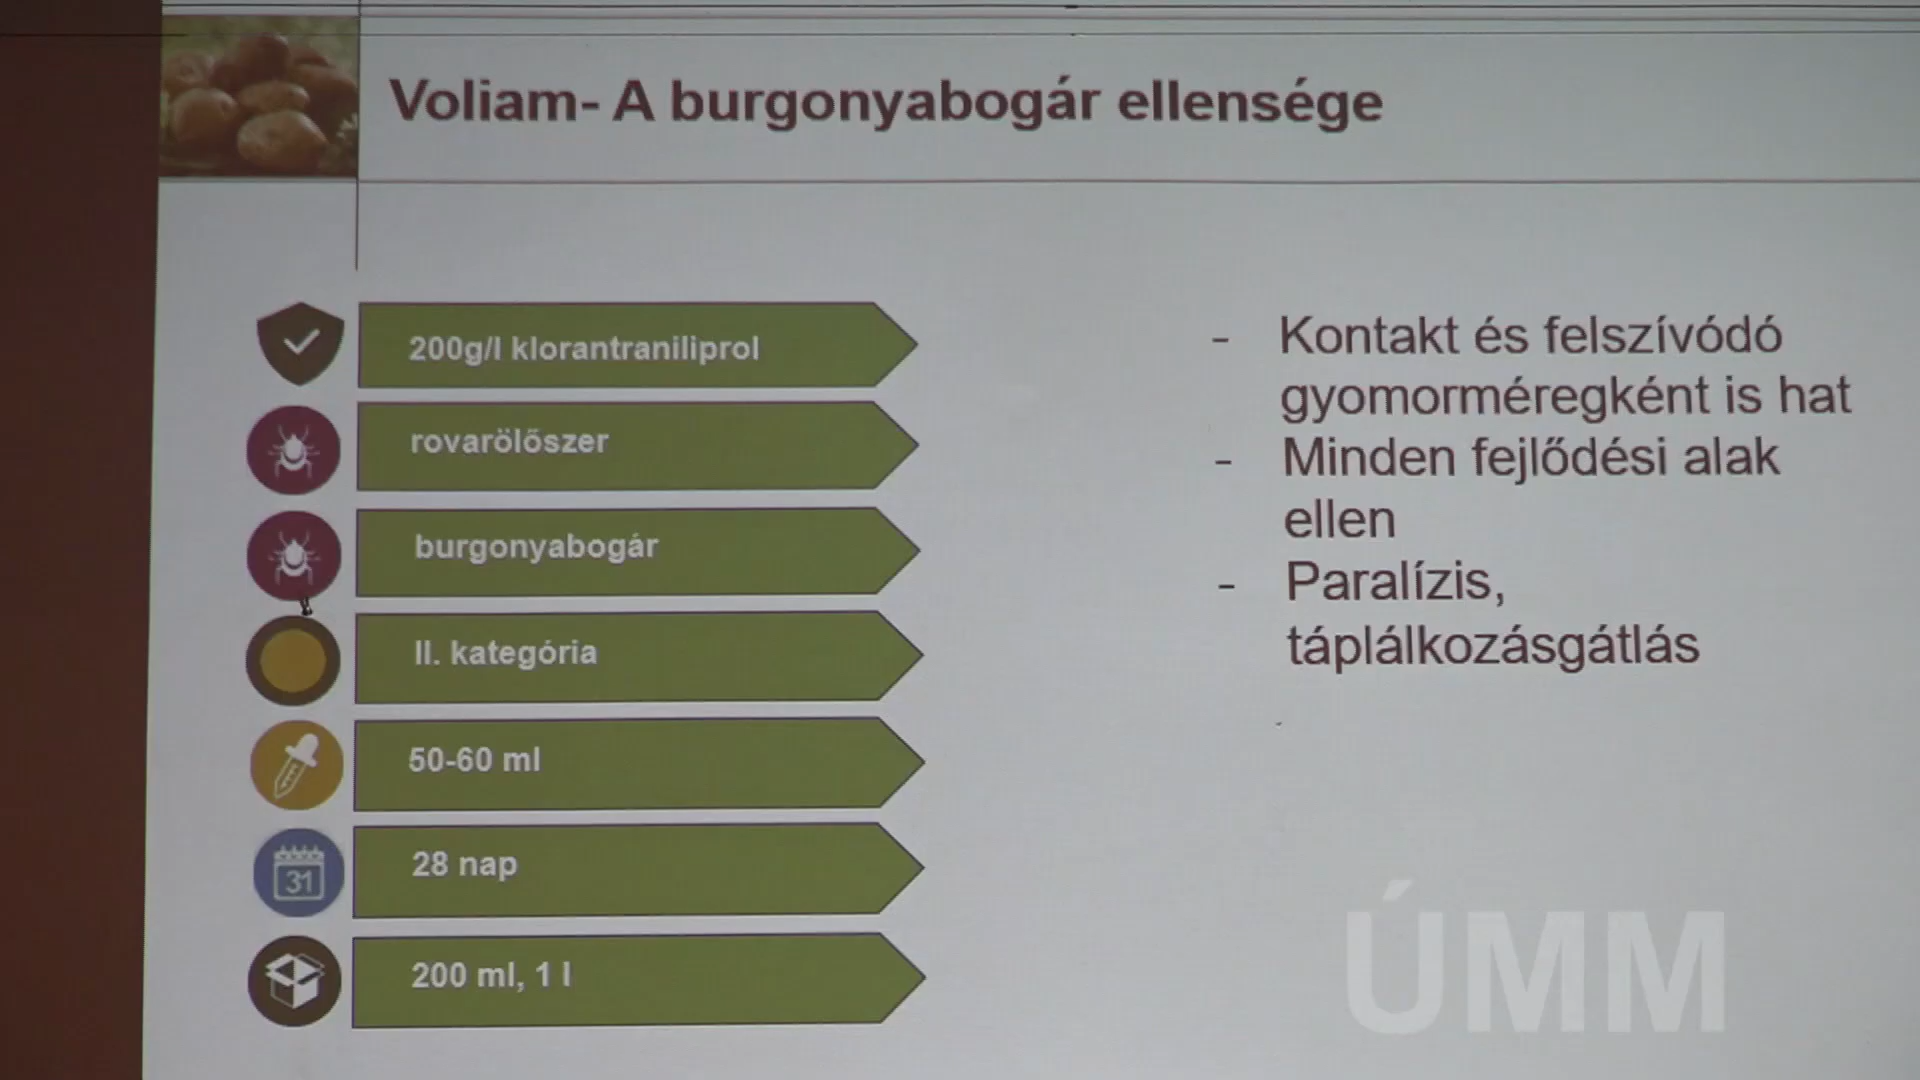 Voliam- A burgonyabogár ellensége
200g/l klorantraniliprol
rovarölőszer
burgonyabogár
II. kategória
50-60 ml
31
28 nap
200 ml, 1 l
- Kontakt és felszívódó
gyomorméregként is hat
- Minden fejlődési alak
ellen
- Paralízis,
táplálkozásgátlás
ÚMM